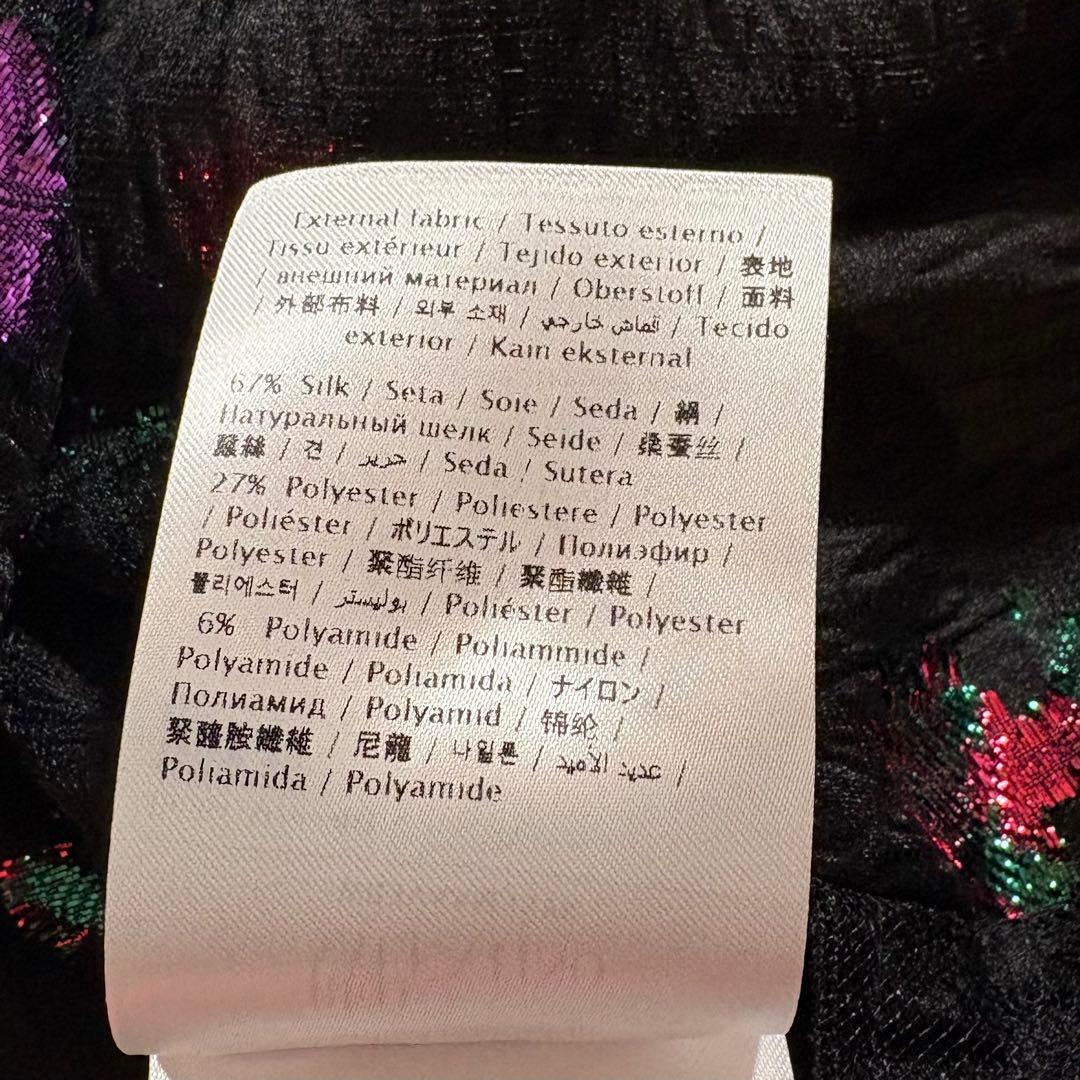 External fabric / Tessuto esterno /
Tissu extérieur / Tejido exterior / 表地
/ внешний материал / Oberstoff / 面料
/ 外部布料 / 외부 소재 / قماش خارجي / Tecido
exterior / Kain eksternal
67% Silk / Seta / Soie / Seda / 絹 /
Натуральный шелк / Seide / 桑蚕丝 /
蠶絲 / 견 / حرير / Seda / Sutera
27% Polyester / Poliestere / Polyester
/ Poliéster / ポリエステル / Полиэфир /
Polyester / 聚酯纤维 / 聚酯纖維 /
폴리에스터 / بوليستر / Poliéster / Polyester
6% Polyamide / Poliammide /
Polyamide / Poliamida / ナイロン /
Полиамид / Polyamid / 锦纶 /
聚醯胺纖維 / 尼龍 / 나일론 / /
Poliamida / Polyamide